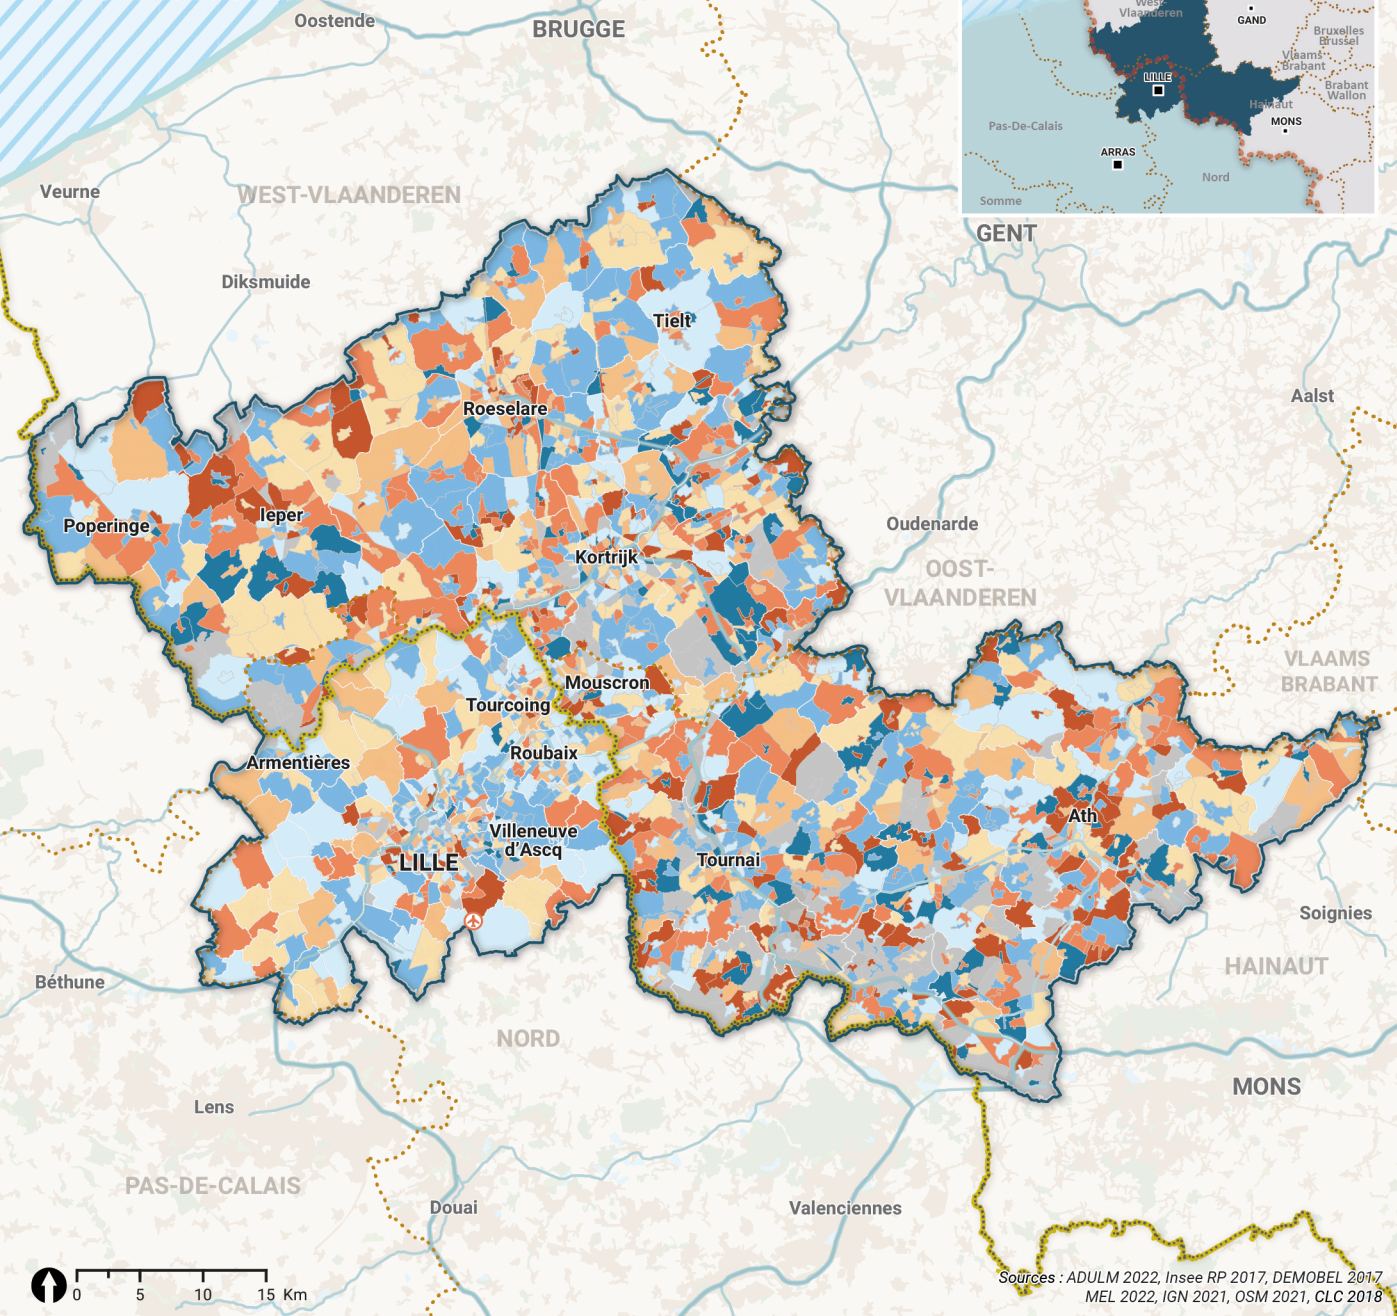 Oostende
BRUGGE
West-
Vlaanderen
GAND
Bruxelles
Brussel
Vlaams
Brabant
LILLE
Brabant
Wallon
Hainaut
MONS
Pas-De-Calais
ARRAS
Nord
Somme
Veurne
WEST-VLAANDEREN
GENT
Diksmuide
Tielt
Aalst
Roeselare
Poperinge
Ieper
Oudenarde
Kortrijk
OOST-
VLAANDEREN
VLAAMS
BRABANT
Mouscron
Tourcoing
Roubaix
Armentières
Ath
Villeneuve
d'Ascq
LILLE
Tournai
Soignies
HAINAUT
Béthune
NORD
MONS
Lens
PAS-DE-CALAIS
Douai
Valenciennes
0 5 10 15 Km
Sources : ADULM 2022, Insee RP 2017, DEMOBEL 2017
MEL 2022, IGN 2021, OSM 2021, CLC 2018